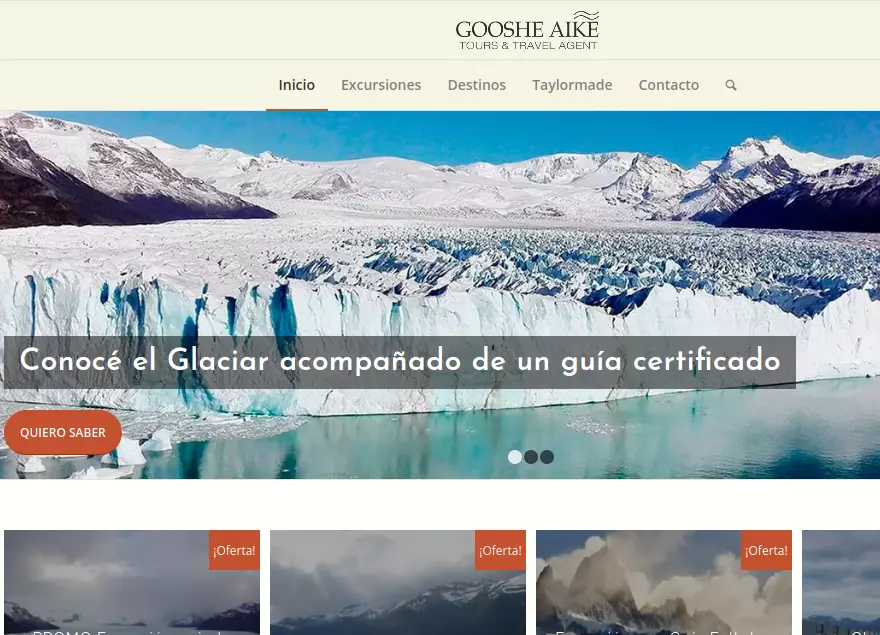 GOOSHE AIKE
TOURS & TRAVEL AGENT
Inicio Excursiones Destinos Taylormade Contacto
Conocé el Glaciar acompañado de un guía certificado
QUIERO SABER
¡Oferta! ¡Oferta! ¡Oferta!